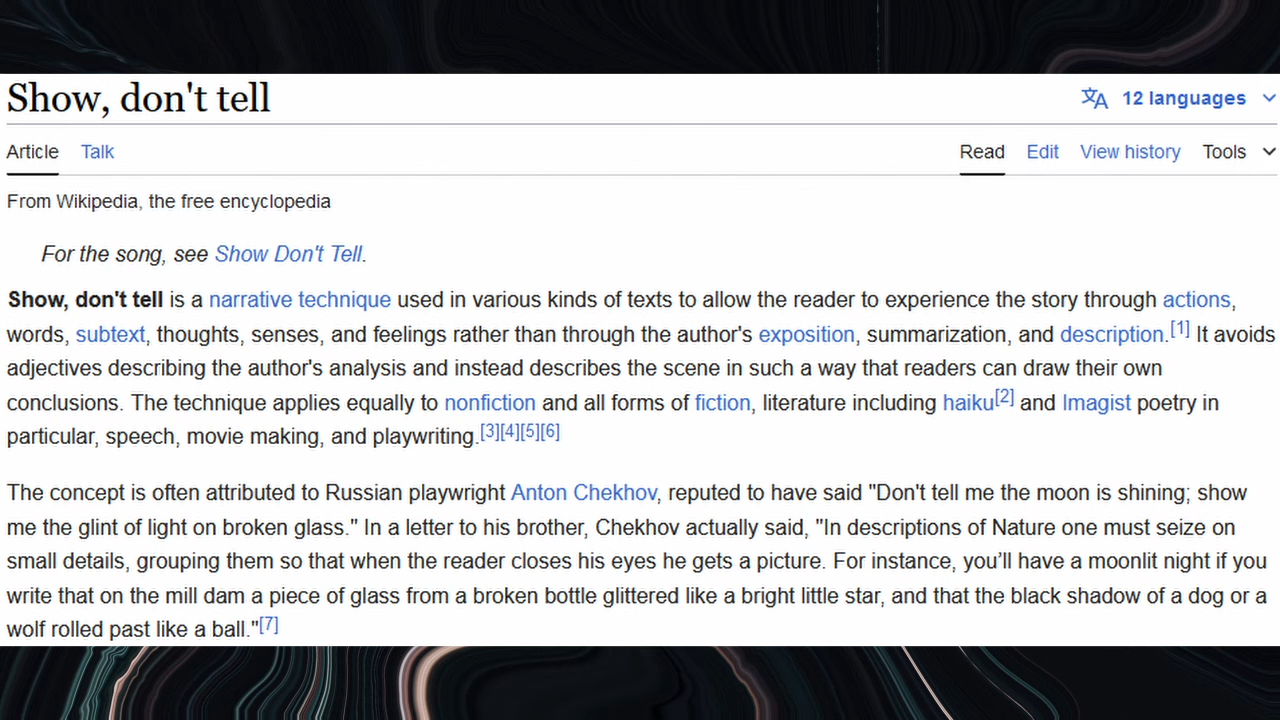 Show, don't tell
12 languages
Article Talk Read Edit View history Tools
From Wikipedia, the free encyclopedia
For the song, see Show Don't Tell.
Show, don't tell is a narrative technique used in various kinds of texts to allow the reader to experience the story through actions,
words, subtext, thoughts, senses, and feelings rather than through the author's exposition, summarization, and description.[1] It avoids
adjectives describing the author's analysis and instead describes the scene in such a way that readers can draw their own
conclusions. The technique applies equally to nonfiction and all forms of fiction, literature including haiku[2] and Imagist poetry in
particular, speech, movie making, and playwriting.[3][4][5][6]
The concept is often attributed to Russian playwright Anton Chekhov, reputed to have said "Don't tell me the moon is shining; show
me the glint of light on broken glass." In a letter to his brother, Chekhov actually said, "In descriptions of Nature one must seize on
small details, grouping them so that when the reader closes his eyes he gets a picture. For instance, you’ll have a moonlit night if you
write that on the mill dam a piece of glass from a broken bottle glittered like a bright little star, and that the black shadow of a dog or a
wolf rolled past like a ball."[7]